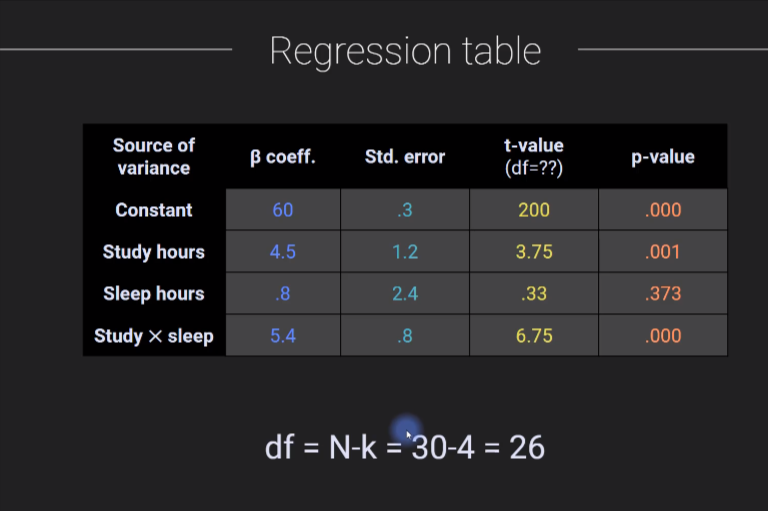 Regression table
Source of variance β coeff. Std. error t-value (df=??) p-value
Constant 60 .3 200 .000
Study hours 4.5 1.2 3.75 .001
Sleep hours .8 2.4 .33 .373
Study × sleep 5.4 .8 6.75 .000
df = N-k = 30-4 = 26